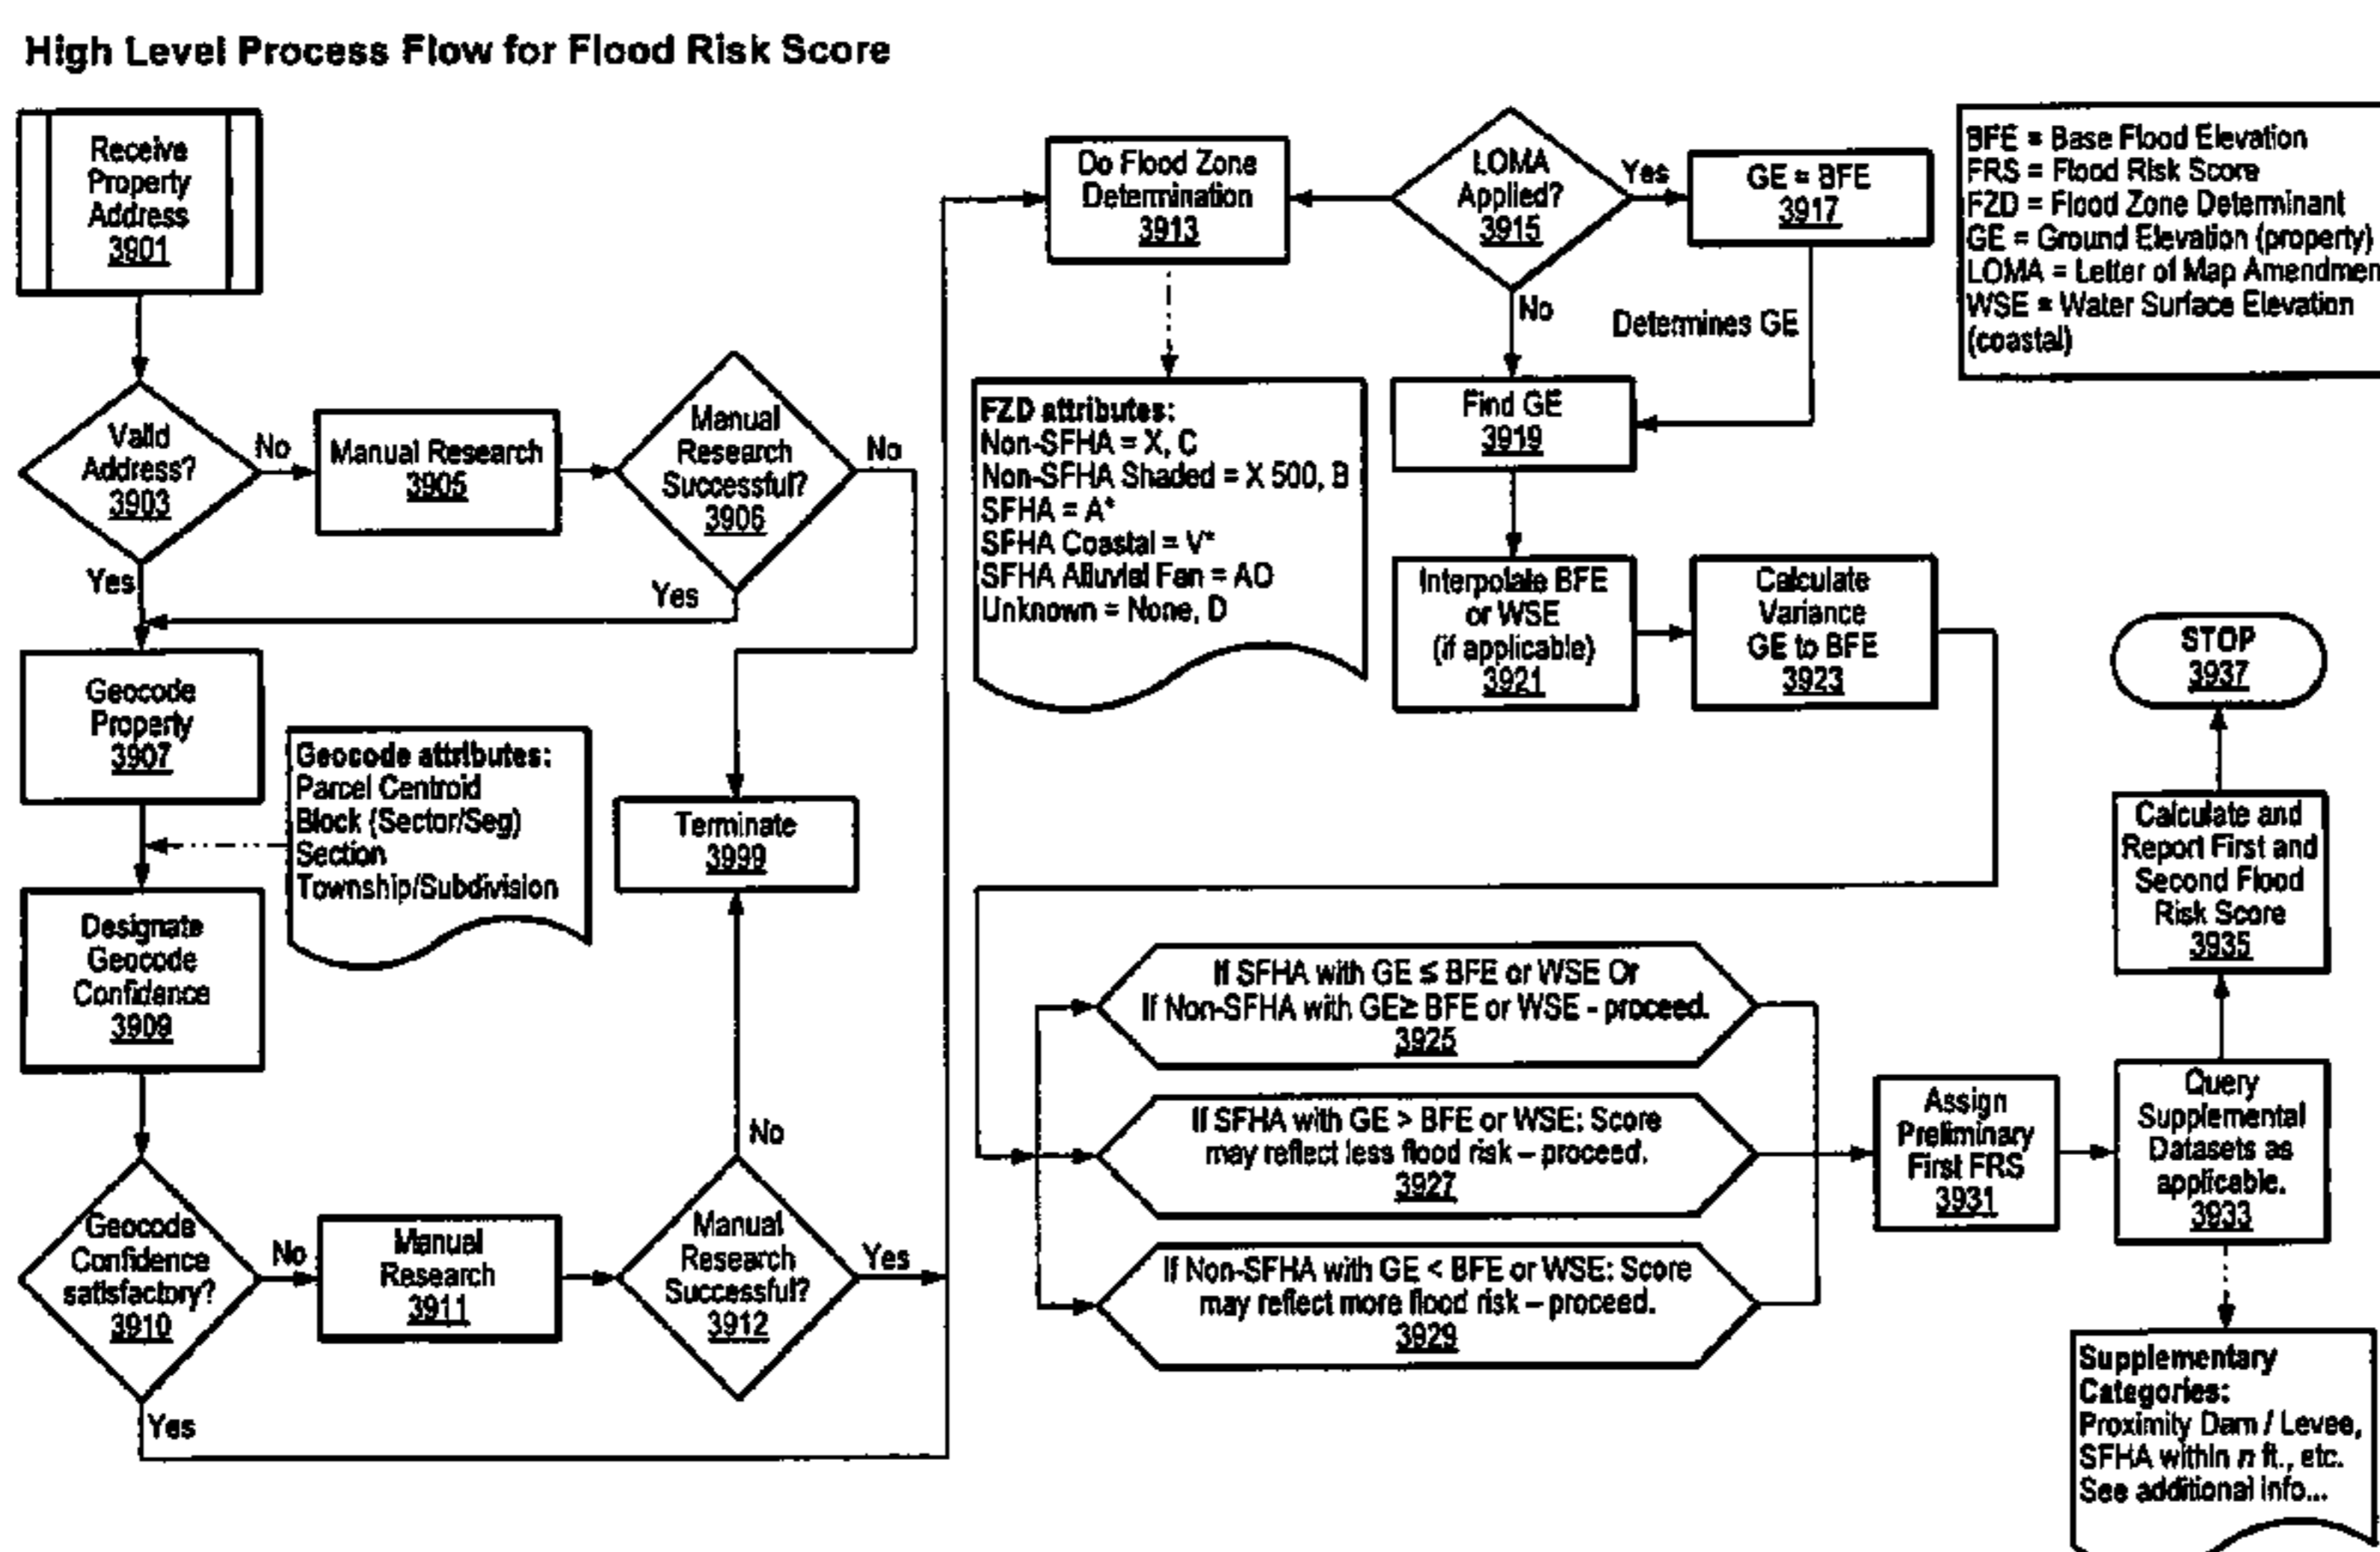 High Level Process Flow for Flood Risk Score
Receive
Property
Address
3901
Valid
Address?
3903
No
Manual Research
3905
Manual
Research
Successful?
3906
No
Yes
Yes
Geocode
Property
3907
Geocode attributes:
Parcel Centroid
Block (Sector/Seg)
Section
Township/Subdivision
Terminate
3999
Designate
Geocode
Confidence
3909
Geocode
Confidence
satisfactory?
3910
No
Manual
Research
3911
Manual
Research
Successful?
3912
No
Yes
Yes
Do Flood Zone
Determination
3913
LOMA
Applied?
3915
Yes
GE = BFE
3917
No
Determines GE
BFE = Base Flood Elevation
FRS = Flood Risk Score
FZD = Flood Zone Determinant
GE = Ground Elevation (property)
LOMA = Letter of Map Amendmen
WSE = Water Surface Elevation
(coastal)
FZD attributes:
Non-SFHA = X, C
Non-SFHA Shaded = X 500, B
SFHA = A*
SFHA Coastal = V*
SFHA Alluvial Fan = AO
Unknown = None, D
Find GE
3919
Interpolate BFE
or WSE
(if applicable)
3921
Calculate
Variance
GE to BFE
3923
If SFHA with GE ≤ BFE or WSE Or
If Non-SFHA with GE≥ BFE or WSE - proceed.
3925
If SFHA with GE > BFE or WSE: Score
may reflect less flood risk – proceed.
3927
If Non-SFHA with GE < BFE or WSE: Score
may reflect more flood risk – proceed.
3929
Assign
Preliminary
First FRS
3931
Query
Supplemental
Datasets as
applicable.
3933
Calculate and
Report First and
Second Flood
Risk Score
3935
STOP
3937
Supplementary
Categories:
Proximity Dam / Levee,
SFHA within n ft., etc.
See additional info...